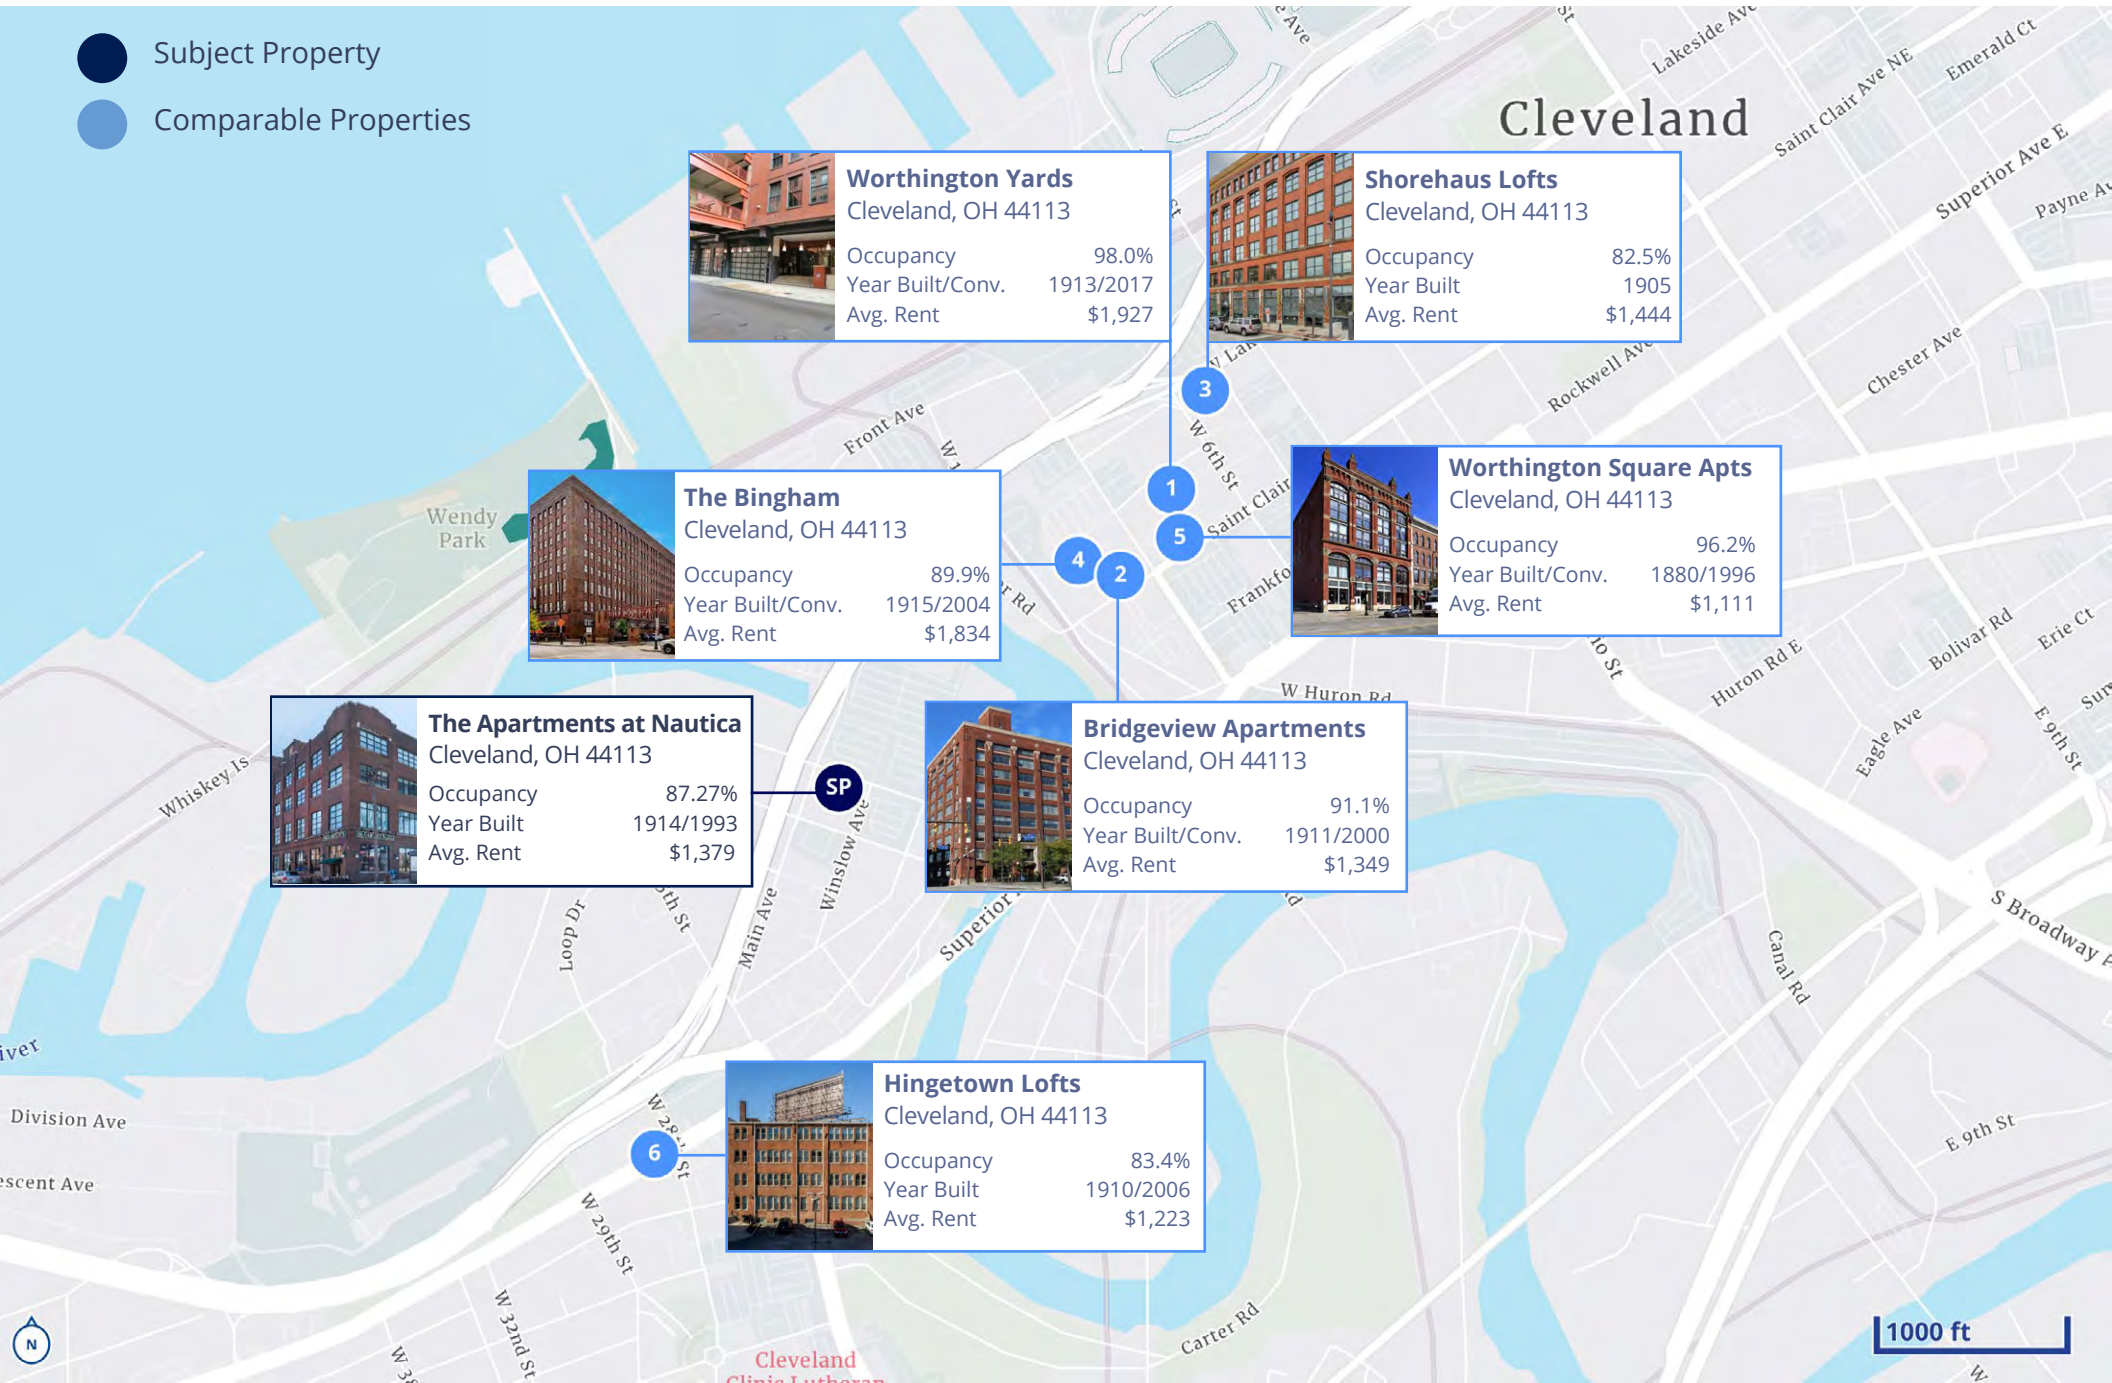 Subject Property
Comparable Properties
Cleveland
Lakeside Ave
Emerald Ct
Saint Clair Ave NE
Superior Ave E
Worthington Yards
Cleveland, OH 44113
Occupancy 98.0%
Year Built/Conv. 1913/2017
Avg. Rent $1,927
Shorehaus Lofts
Cleveland, OH 44113
Occupancy 82.5%
Year Built 1905
Avg. Rent $1,444
Rockwell Ave
Chester Ave
3
Front Ave
W 6th St
1
5
Saint Clair
4
2
Wendy
Park
The Bingham
Cleveland, OH 44113
Occupancy 89.9%
Year Built/Conv. 1915/2004
Avg. Rent $1,834
Worthington Square Apts
Cleveland, OH 44113
Occupancy 96.2%
Year Built/Conv. 1880/1996
Avg. Rent $1,111
Bolivar Rd
Erie Ct
Huron Rd E
W Huron Rd
Eagle Ave
E 9th St
The Apartments at Nautica
Cleveland, OH 44113
Occupancy 87.27%
Year Built 1914/1993
Avg. Rent $1,379
SP
Whiskey Is
Winslow Ave
Bridgeview Apartments
Cleveland, OH 44113
Occupancy 91.1%
Year Built/Conv. 1911/2000
Avg. Rent $1,349
Loop Dr
Main Ave
Superior
Canal Rd
S Broadway
Division Ave
W 28th St
6
Hingetown Lofts
Cleveland, OH 44113
Occupancy 83.4%
Year Built 1910/2006
Avg. Rent $1,223
E 9th St
W 29th St
W 32nd St
Carter Rd
N
1000 ft
Cleveland
Clinic Lutheran